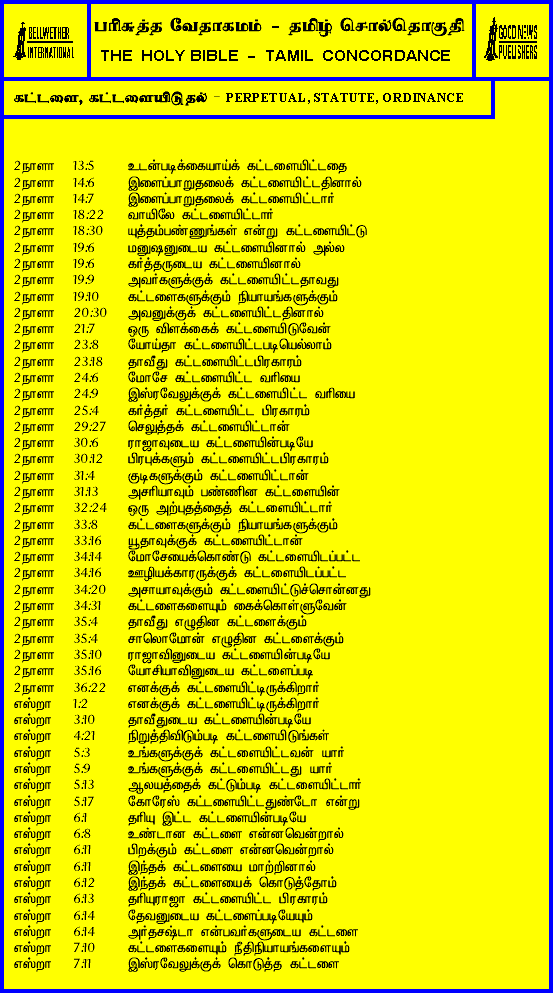 BELLWETHER
INTERNATIONAL
பரிசுத்த வேதாகமம் - தமிழ் சொல்தொகுதி
THE HOLY BIBLE - TAMIL CONCORDANCE
GOOD NEWS
PUBLISHERS
கட்டளை, கட்டளையிடுதல் - PERPETUAL, STATUTE, ORDINANCE
2நாளா 13:5 உடன்படிக்கையாய்க் கட்டளையிட்டதை
2நாளா 14:6 இளைப்பாறுதலைக் கட்டளையிட்டதினால்
2நாளா 14:7 இளைப்பாறுதலைக் கட்டளையிட்டார்
2நாளா 18:22 வாயிலே கட்டளையிட்டார்
2நாளா 18:30 யுத்தம்பண்ணுங்கள் என்று கட்டளையிட்டு
2நாளா 19:6 மனுஷனுடைய கட்டளையினால் அல்ல
2நாளா 19:6 கர்த்தருடைய கட்டளையினால்
2நாளா 19:9 அவர்களுக்குக் கட்டளையிட்டதாவது
2நாளா 19:10 கட்டளைகளுக்கும் நியாயங்களுக்கும்
2நாளா 20:30 அவனுக்குக் கட்டளையிட்டதினால்
2நாளா 21:7 ஒரு விளக்கைக் கட்டளையிடுவேன்
2நாளா 23:8 யோய்தா கட்டளையிட்டபடியெல்லாம்
2நாளா 23:18 தாவீது கட்டளையிட்டபிரகாரம்
2நாளா 24:6 மோசே கட்டளையிட்ட வரியை
2நாளா 24:9 இஸ்ரவேலுக்குக் கட்டளையிட்ட வரியை
2நாளா 25:4 கர்த்தர் கட்டளையிட்ட பிரகாரம்
2நாளா 29:27 செலுத்தக் கட்டளையிட்டான்
2நாளா 30:6 ராஜாவுடைய கட்டளையின்படியே
2நாளா 30:12 பிரபுக்களும் கட்டளையிட்டபிரகாரம்
2நாளா 31:4 குடிகளுக்கும் கட்டளையிட்டான்
2நாளா 31:13 அசரியாவும் பண்ணின கட்டளையின்
2நாளா 32:24 ஒரு அற்புதத்தைத் கட்டளையிட்டார்
2நாளா 33:8 கட்டளைகளுக்கும் நியாயங்களுக்கும்
2நாளா 33:16 யூதாவுக்குக் கட்டளையிட்டான்
2நாளா 34:14 மோசேயைக்கொண்டு கட்டளையிடப்பட்ட
2நாளா 34:16 ஊழியக்காரருக்குக் கட்டளையிடப்பட்ட
2நாளா 34:20 அசாயாவுக்கும் கட்டளையிட்டுச்சொன்னது
2நாளா 34:31 கட்டளைகளையும் கைக்கொள்ளுவேன்
2நாளா 35:4 தாவீது எழுதின கட்டளைக்கும்
2நாளா 35:4 சாலொமோன் எழுதின கட்டளைக்கும்
2நாளா 35:10 ராஜாவினுடைய கட்டளையின்படியே
2நாளா 35:16 யோசியாவினுடைய கட்டளைப்படி
2நாளா 36:22 எனக்குக் கட்டளையிட்டிருக்கிறார்
எஸ்றா 1:2 எனக்குக் கட்டளையிட்டிருக்கிறார்
எஸ்றா 3:10 தாவீதுடைய கட்டளையின்படியே
எஸ்றா 4:21 நிறுத்திவிடும்படி கட்டளையிடுங்கள்
எஸ்றா 5:3 உங்களுக்குக் கட்டளையிட்டவன் யார்
எஸ்றா 5:9 உங்களுக்குக் கட்டளையிட்டது யார்
எஸ்றா 5:13 ஆலயத்தைக் கட்டும்படி கட்டளையிட்டார்
எஸ்றா 5:17 கோரேஸ் கட்டளையிட்டதுண்டோ என்று
எஸ்றா 6:1 தரியு இட்ட கட்டளையின்படியே
எஸ்றா 6:8 உண்டான கட்டளை என்னவென்றால்
எஸ்றா 6:11 பிறக்கும் கட்டளை என்னவென்றால்
எஸ்றா 6:11 இந்தக் கட்டளையை மாற்றினால்
எஸ்றா 6:12 இந்தக் கட்டளையைக் கொடுத்தோம்
எஸ்றா 6:13 தரியுராஜா கட்டளையிட்ட பிரகாரம்
எஸ்றா 6:14 தேவனுடைய கட்டளைப்படியேயும்
எஸ்றா 6:14 அர்தசஷ்டா என்பவர்களுடைய கட்டளை
எஸ்றா 7:10 கட்டளைகளையும் நீதிநியாயங்களையும்
எஸ்றா 7:11 இஸ்ரவேலுக்குக் கொடுத்த கட்டளை